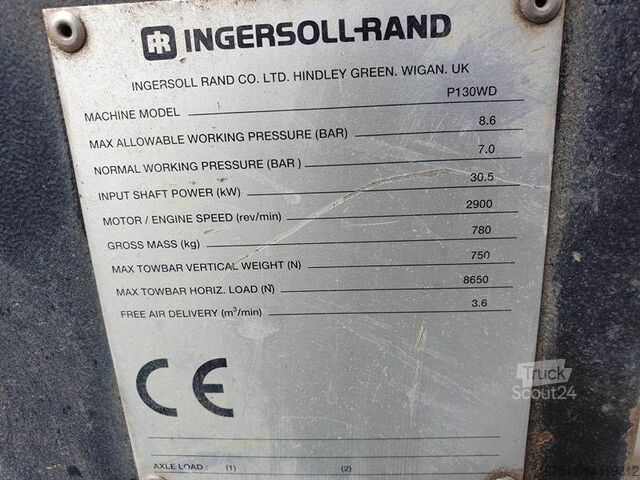 IR INGERSOLL-RAND
INGERSOLL RAND CO. LTD. HINDLEY GREEN. WIGAN. UK
MACHINE MODEL P130WD
MAX ALLOWABLE WORKING PRESSURE (BAR) 8.6
NORMAL WORKING PRESSURE (BAR ) 7.0
INPUT SHAFT POWER (kW) 30.5
MOTOR / ENGINE SPEED (rev/min) 2900
GROSS MASS (kg) 780
MAX TOWBAR VERTICAL WEIGHT (N) 750
MAX TOWBAR HORIZ. LOAD (N) 8650
FREE AIR DELIVERY (m³/min) 3.6
CE
Truck
Scout24
AXLE LOAD : (1) (2)